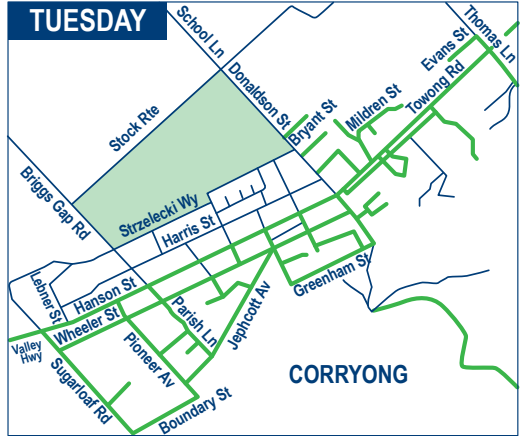 TUESDAY
School Ln
Thomas Ln
Evans St
Donaldson St
Towong Rd
Mildren St
Bryant St
Stock Rte
Briggs Gap Rd
Strzelecki Wy
Harris St
Lehner St
Hanson St
Greenham St
Wheeler St
Parish Ln
Jephcott Av
Valley
Hwy
Pioneer Av
Sugarloaf Rd
Boundary St
CORRYONG